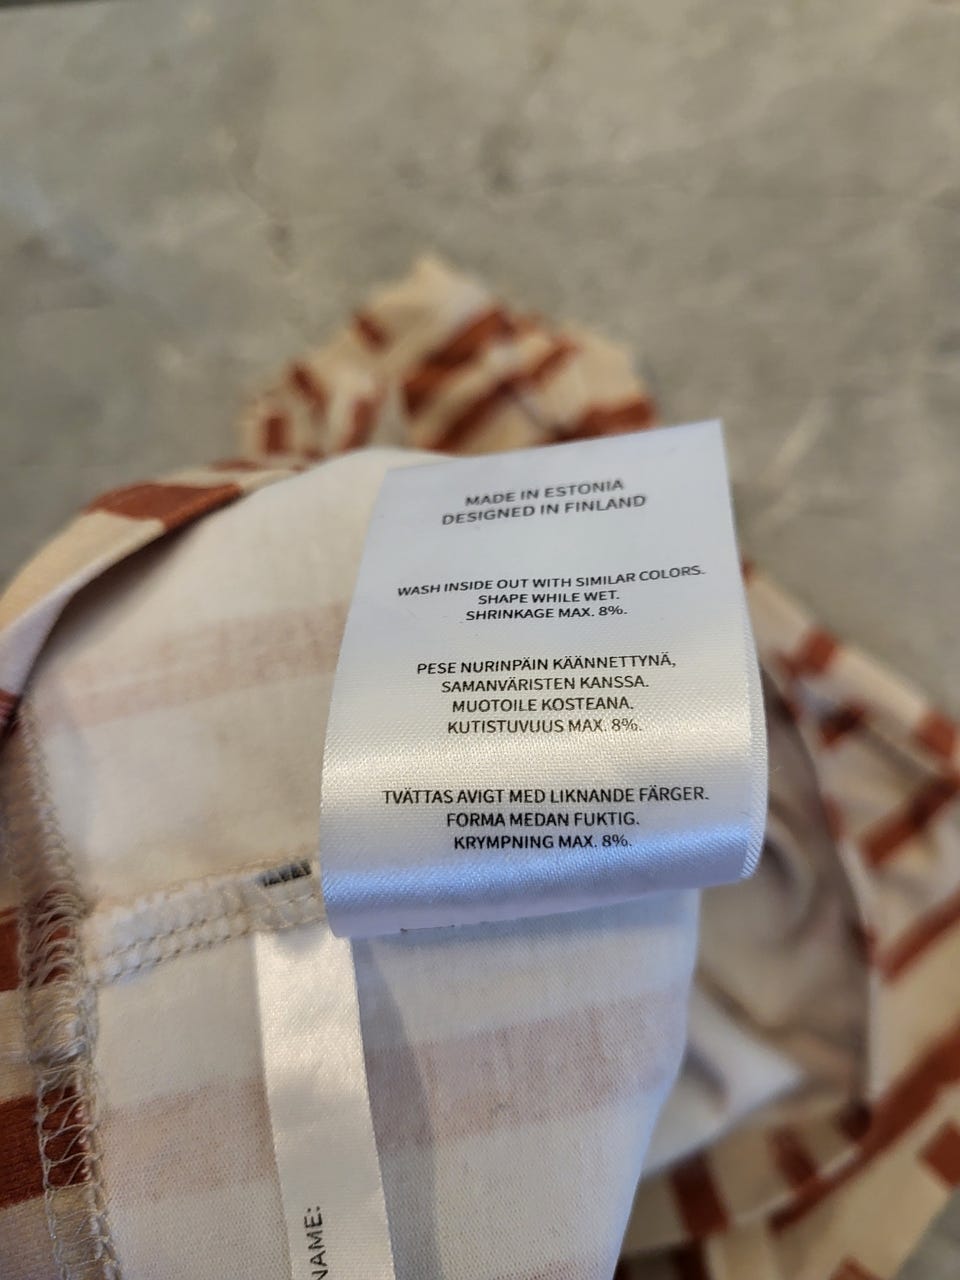 MADE IN ESTONIA
DESIGNED IN FINLAND
WASH INSIDE OUT WITH SIMILAR COLORS.
SHAPE WHILE WET.
SHRINKAGE MAX. 8%.
PESE NURINPÄIN KÄÄNNETTYNÄ,
SAMANVÄRISTEN KANSSA.
MUOTOILE KOSTEANA.
KUTISTUVUUS MAX. 8%.
TVÄTTAS AVIGT MED LIKNANDE FÄRGER.
FORMA MEDAN FUKTIG.
KRYMPNING MAX. 8%.
NAME: